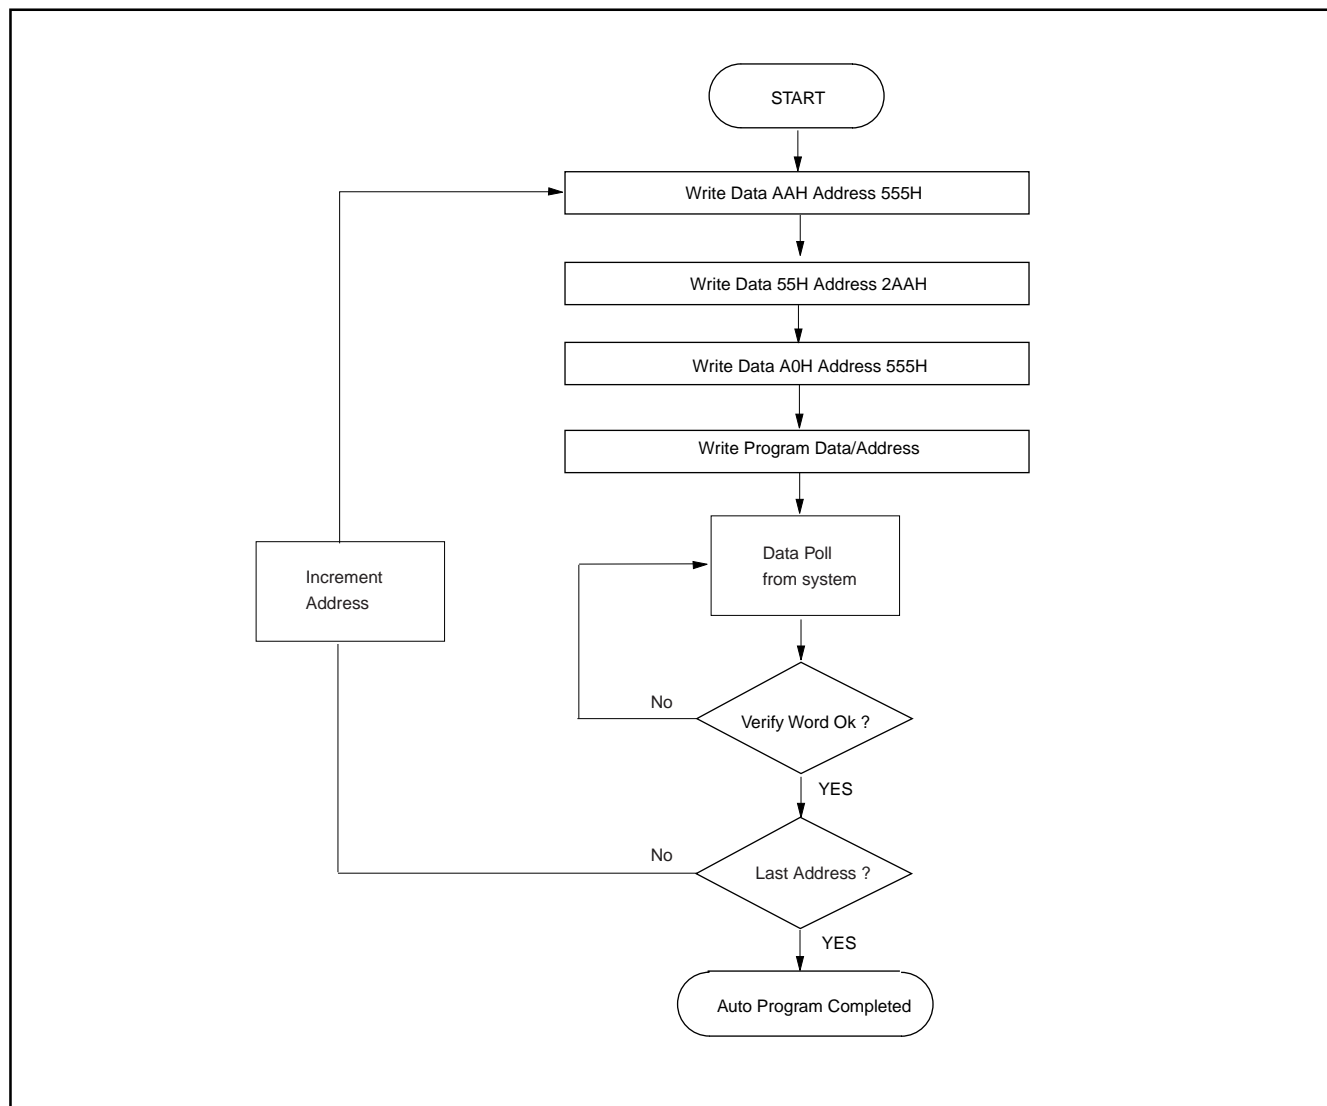 START
Write Data AAH Address 555H
Write Data 55H Address 2AAH
Write Data A0H Address 555H
Write Program Data/Address
Data Poll
from system
Increment
Address
No
Verify Word Ok ?
YES
No
Last Address ?
YES
Auto Program Completed